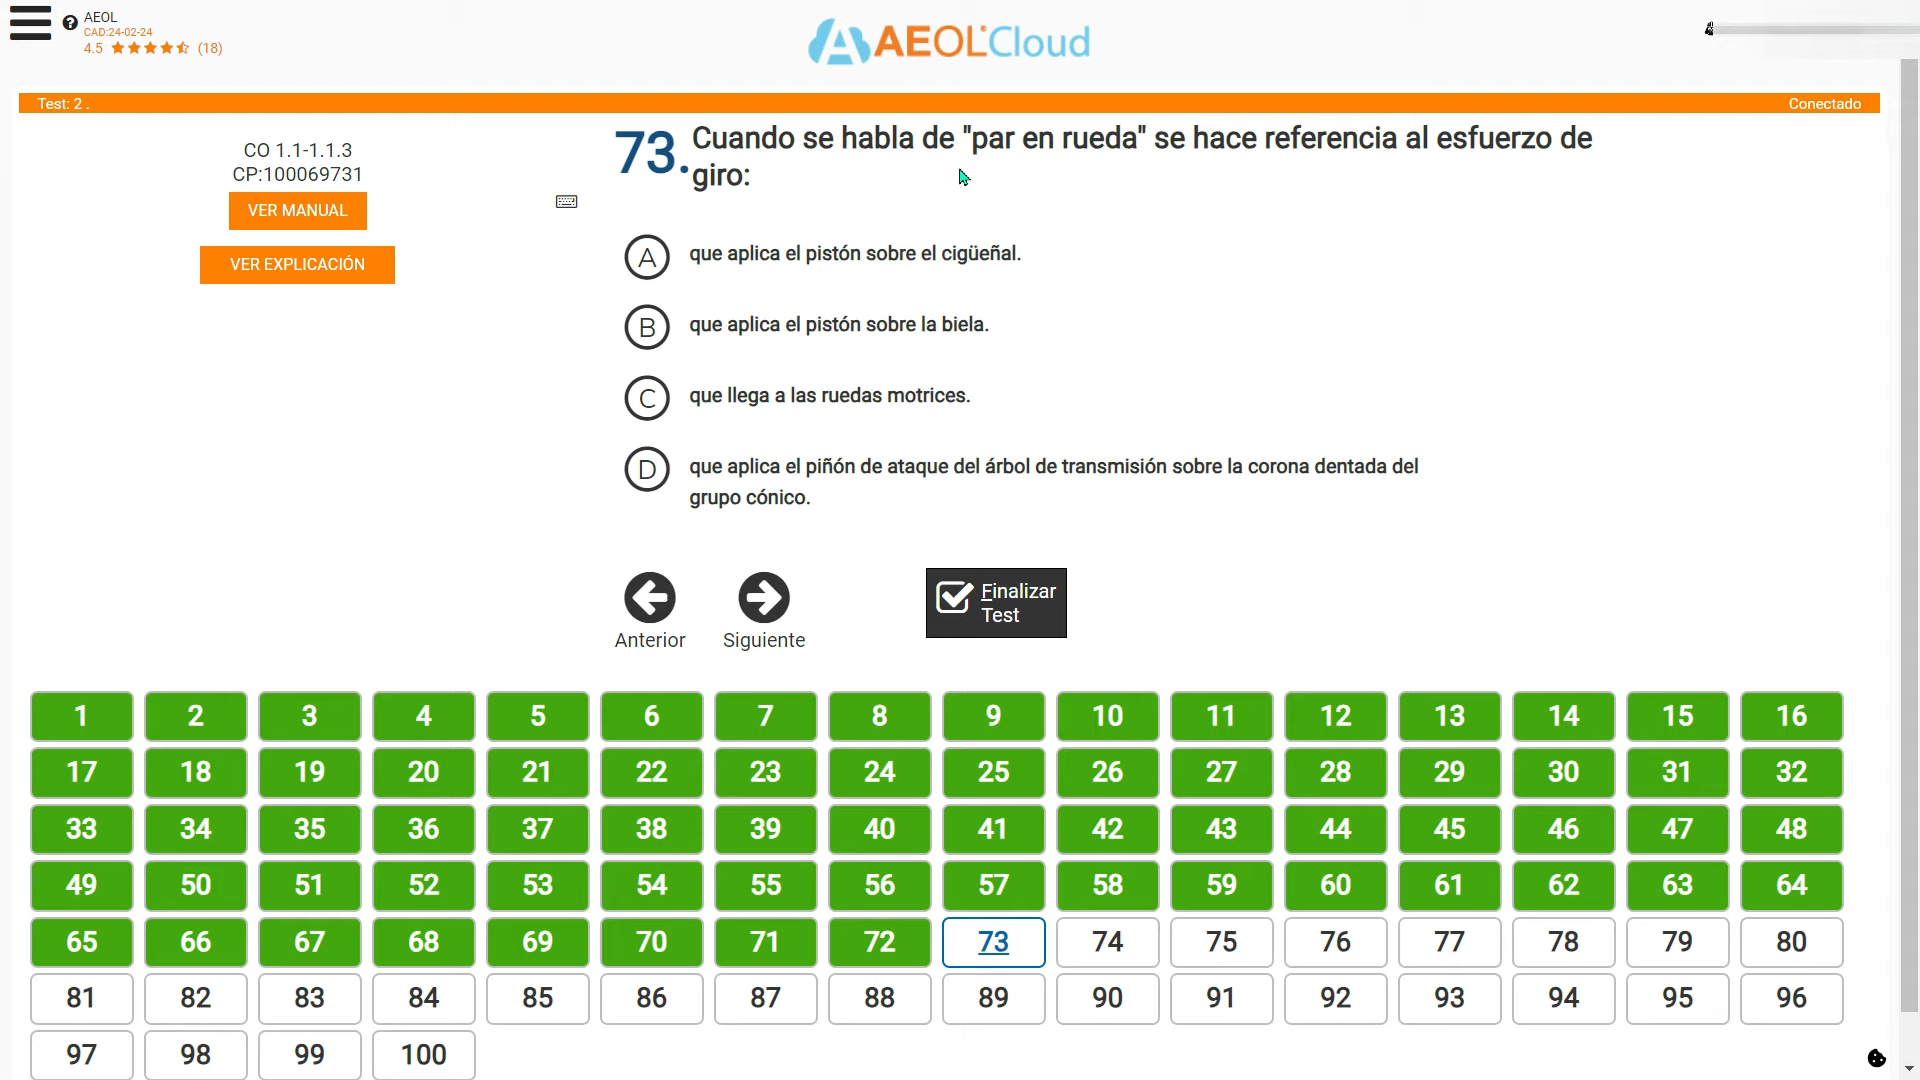 AEOL
CAD:24-02-24
4.5 (18)
AEOL Cloud
Test: 2 .
Conectado
CO 1.1-1.1.3
CP:100069731
VER MANUAL
VER EXPLICACIÓN
73. Cuando se habla de "par en rueda" se hace referencia al esfuerzo de
giro:
A que aplica el pistón sobre el cigüeñal.
B que aplica el pistón sobre la biela.
C que llega a las ruedas motrices.
D que aplica el piñón de ataque del árbol de transmisión sobre la corona dentada del
grupo cónico.
Anterior
Siguiente
Finalizar
Test
1 2 3 4 5 6 7 8 9 10 11 12 13 14 15 16
17 18 19 20 21 22 23 24 25 26 27 28 29 30 31 32
33 34 35 36 37 38 39 40 41 42 43 44 45 46 47 48
49 50 51 52 53 54 55 56 57 58 59 60 61 62 63 64
65 66 67 68 69 70 71 72 73 74 75 76 77 78 79 80
81 82 83 84 85 86 87 88 89 90 91 92 93 94 95 96
97 98 99 100